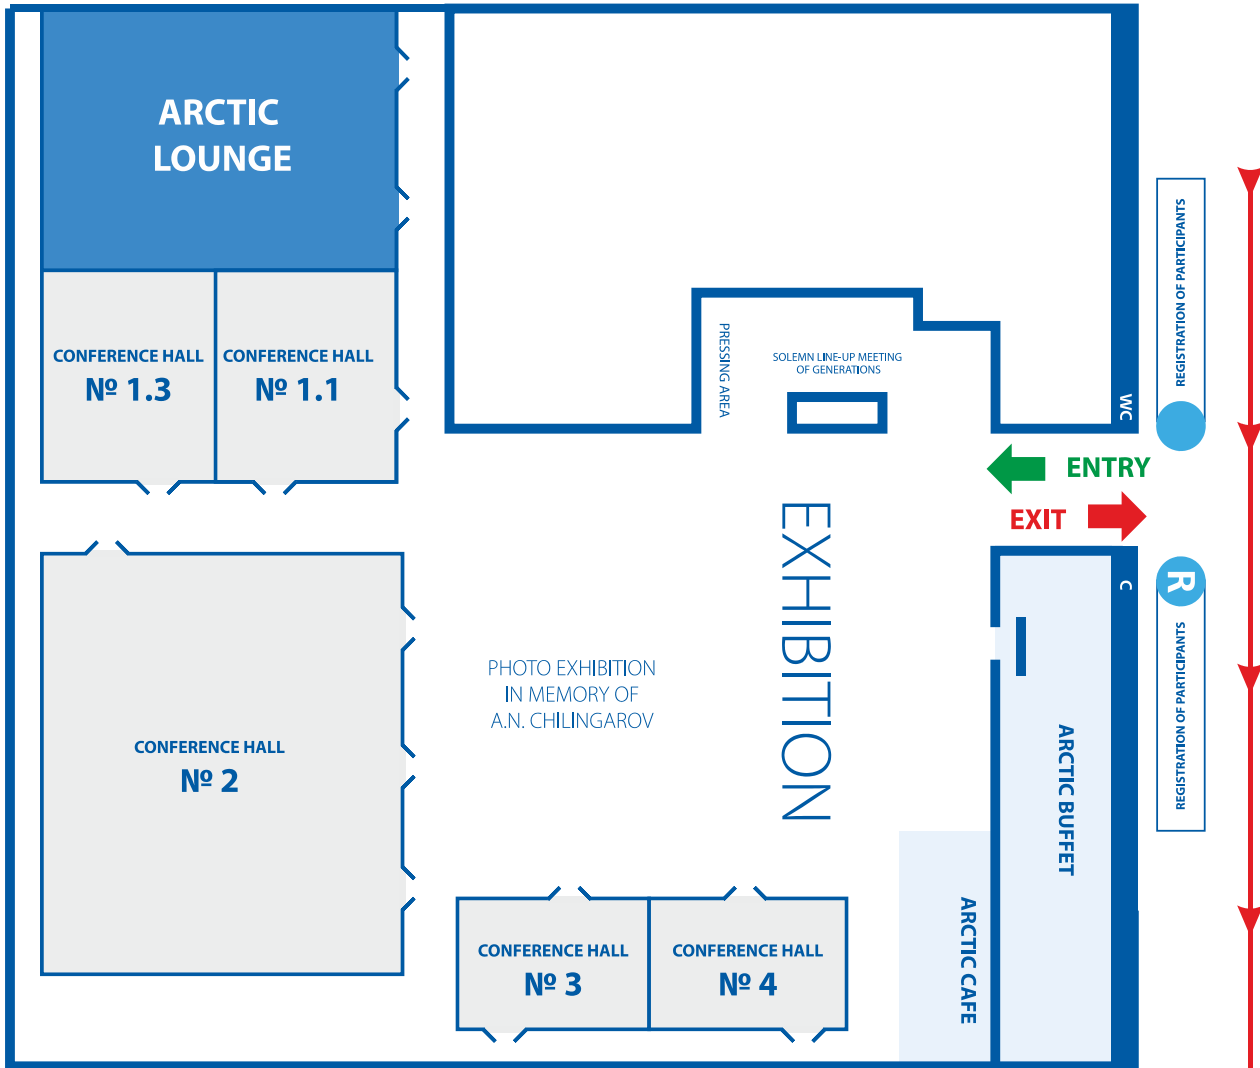 ARCTIC
LOUNGE
CONFERENCE HALL
№ 1.3
CONFERENCE HALL
№ 1.1
PRESSING AREA
SOLEMN LINE-UP MEETING
OF GENERATIONS
WC
REGISTRATION OF PARTICIPANTS
ENTRY
EXIT
EXHIBITION
C
R
REGISTRATION OF PARTICIPANTS
PHOTO EXHIBITION
IN MEMORY OF
A.N. CHILINGAROV
CONFERENCE HALL
№ 2
ARCTIC BUFFET
ARCTIC CAFE
CONFERENCE HALL
№ 3
CONFERENCE HALL
№ 4